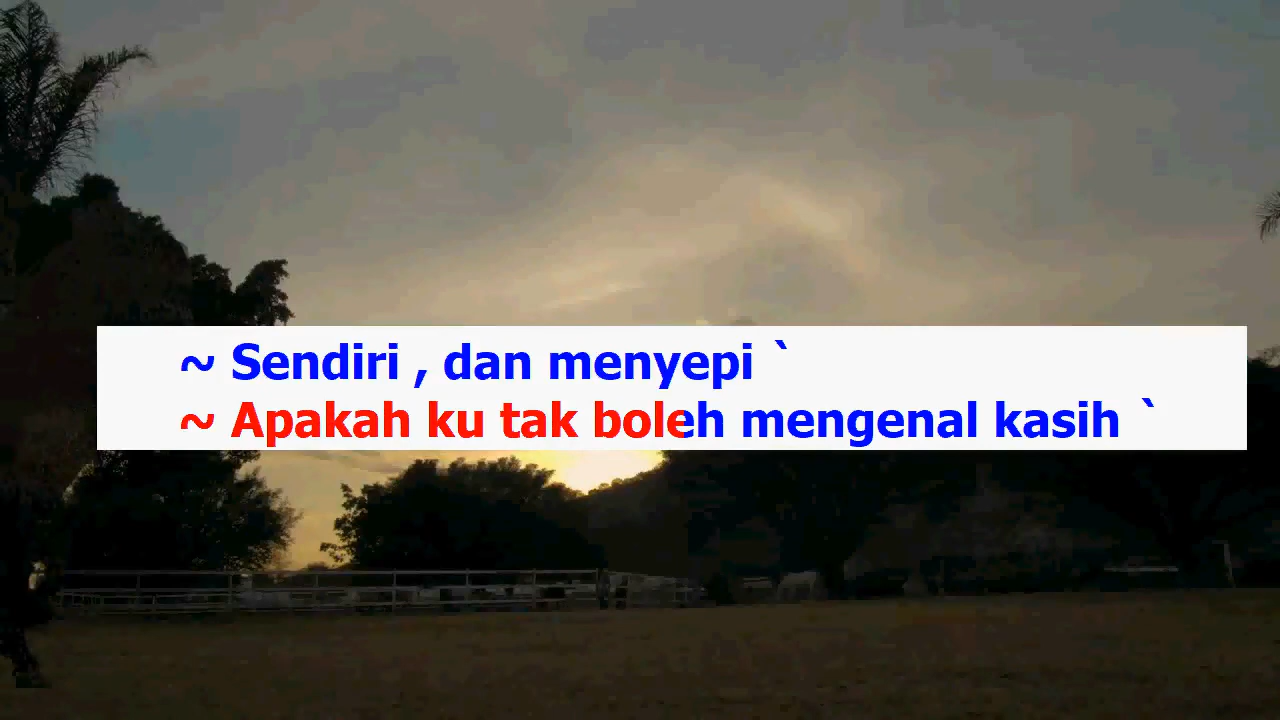 ~ Sendiri , dan menyepi `
~ Apakah ku tak boleh mengenal kasih `